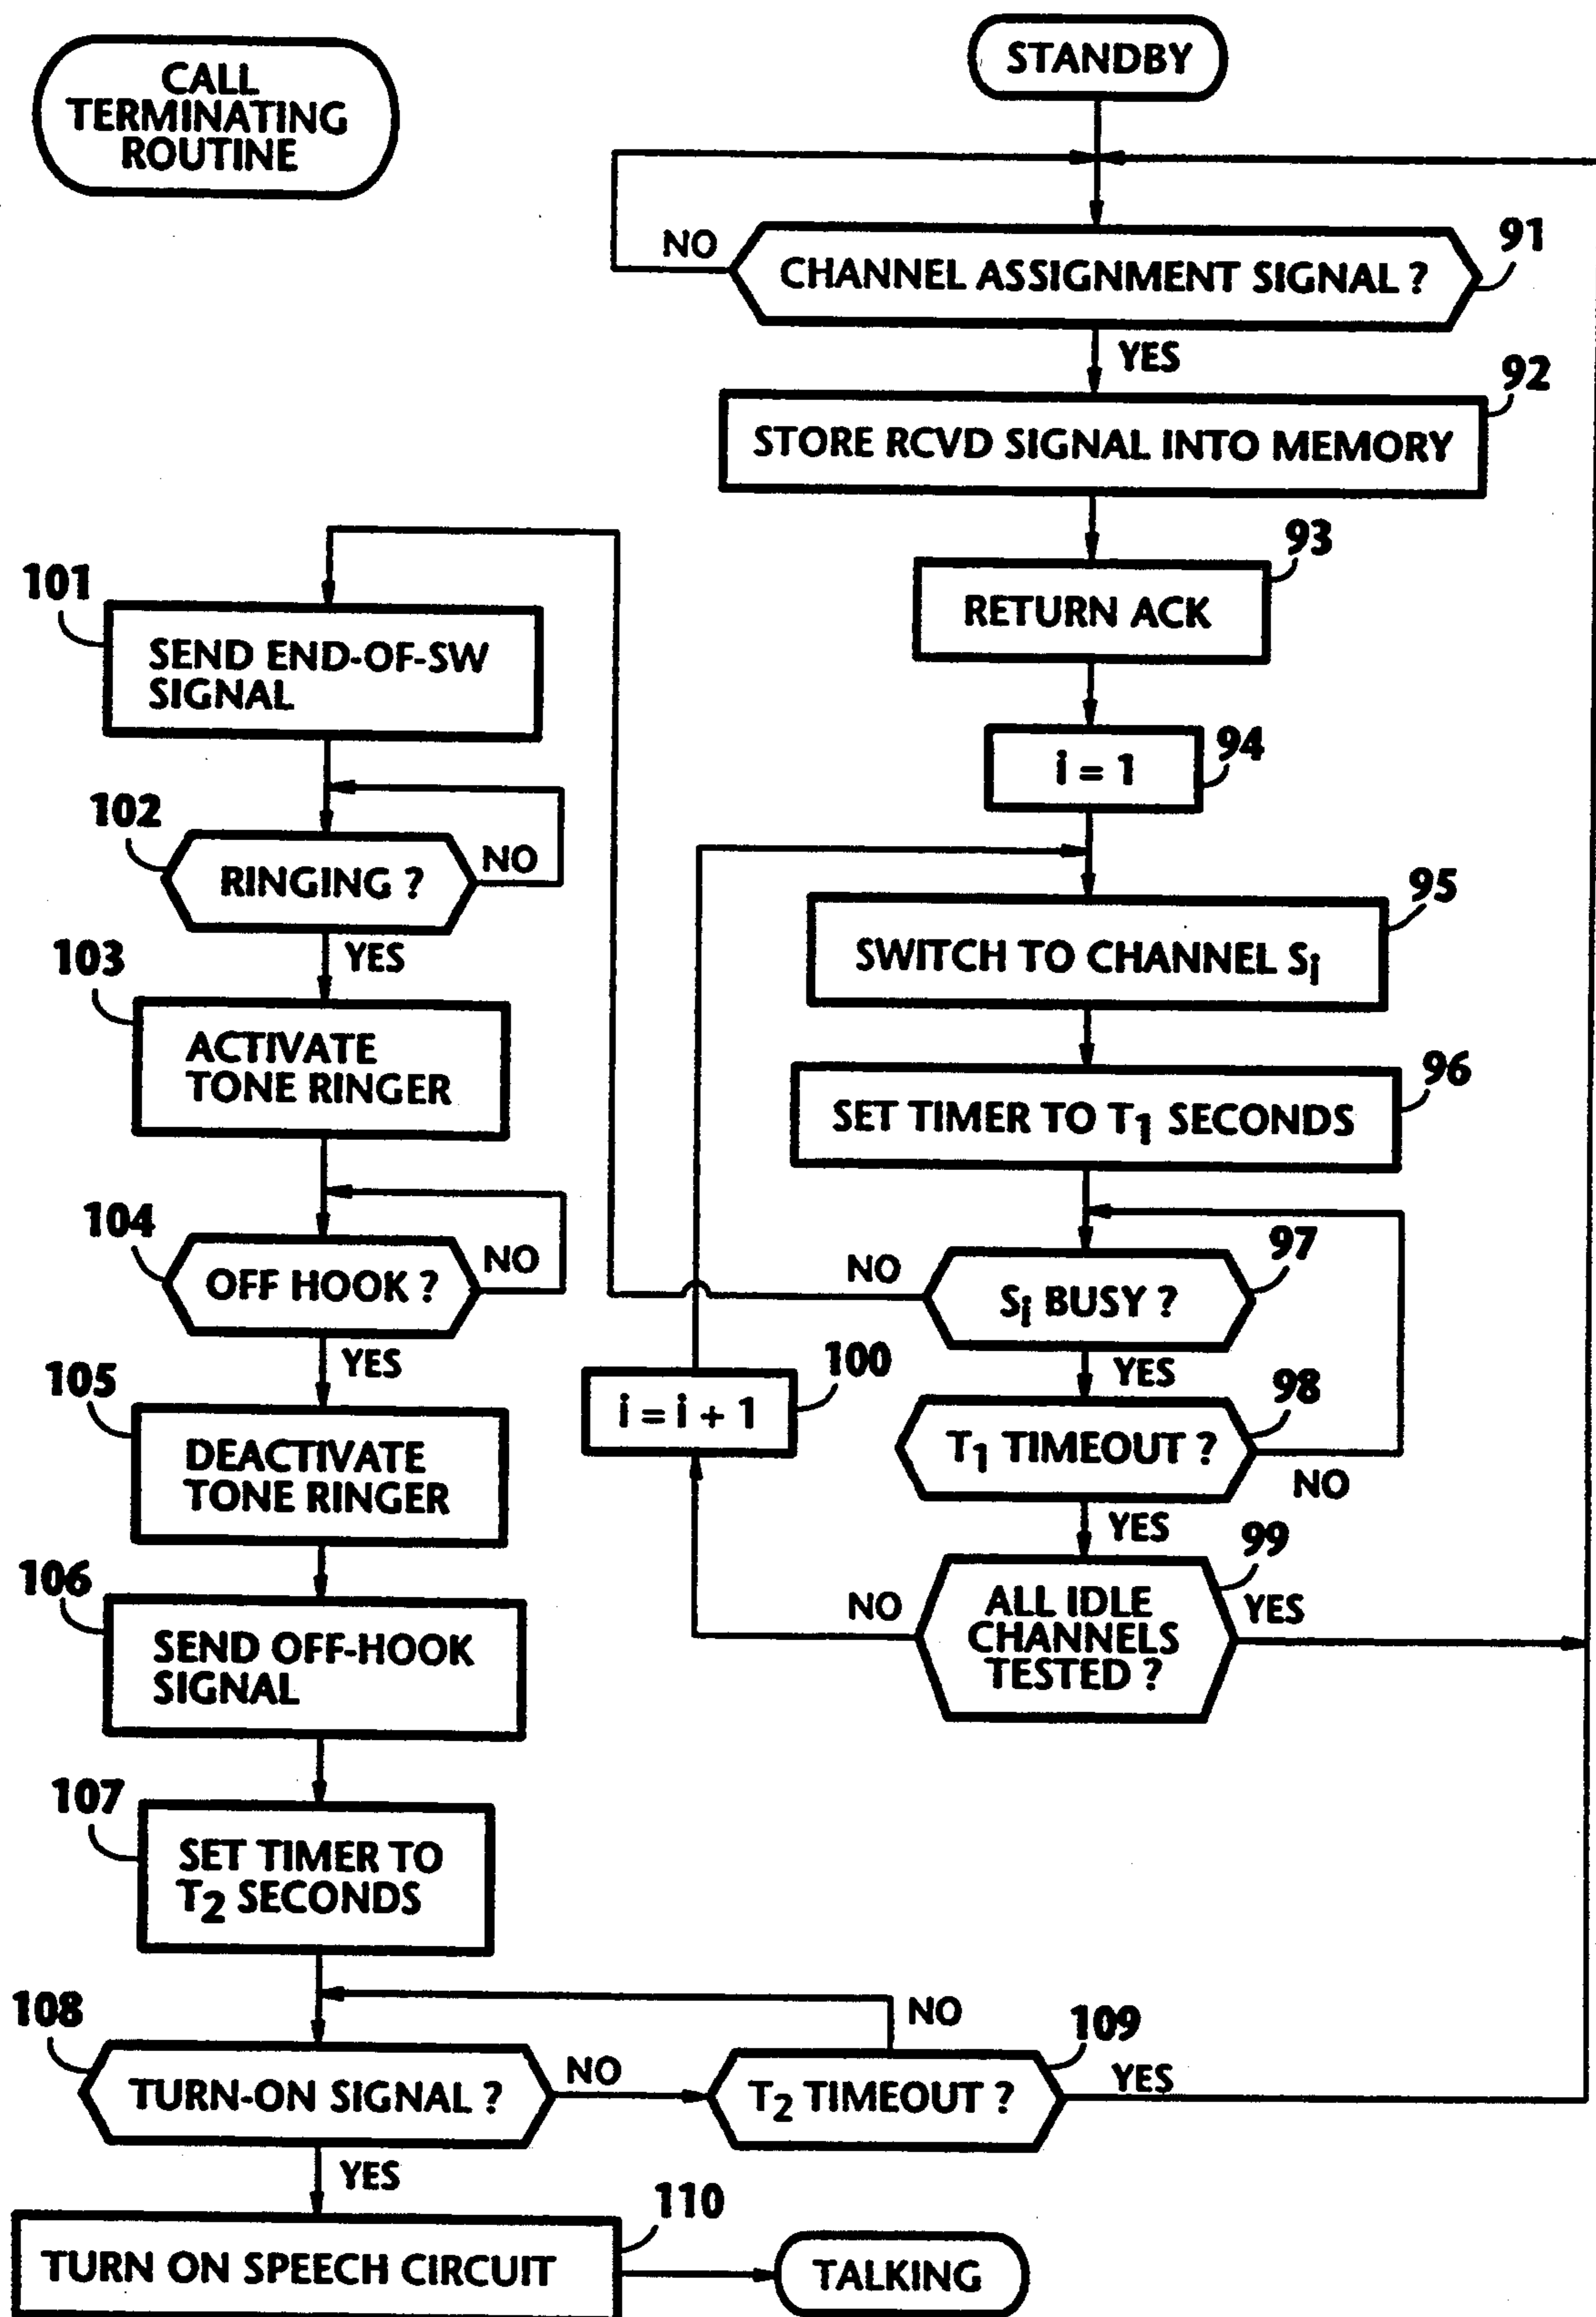 CALL
TERMINATING
ROUTINE
STANDBY
NO
CHANNEL ASSIGNMENT SIGNAL ?
91
YES
STORE RCVD SIGNAL INTO MEMORY
92
RETURN ACK
93
i = 1
94
SWITCH TO CHANNEL Si
95
SET TIMER TO T1 SECONDS
96
Si BUSY ?
97
NO
YES
T1 TIMEOUT ?
98
NO
YES
ALL IDLE
CHANNELS
TESTED ?
99
NO
YES
i = i + 1
100
101
SEND END-OF-SW
SIGNAL
102
RINGING ?
NO
YES
103
ACTIVATE
TONE RINGER
104
OFF HOOK ?
NO
YES
105
DEACTIVATE
TONE RINGER
106
SEND OFF-HOOK
SIGNAL
107
SET TIMER TO
T2 SECONDS
108
TURN-ON SIGNAL ?
NO
YES
T2 TIMEOUT ?
109
NO
YES
TURN ON SPEECH CIRCUIT
110
TALKING